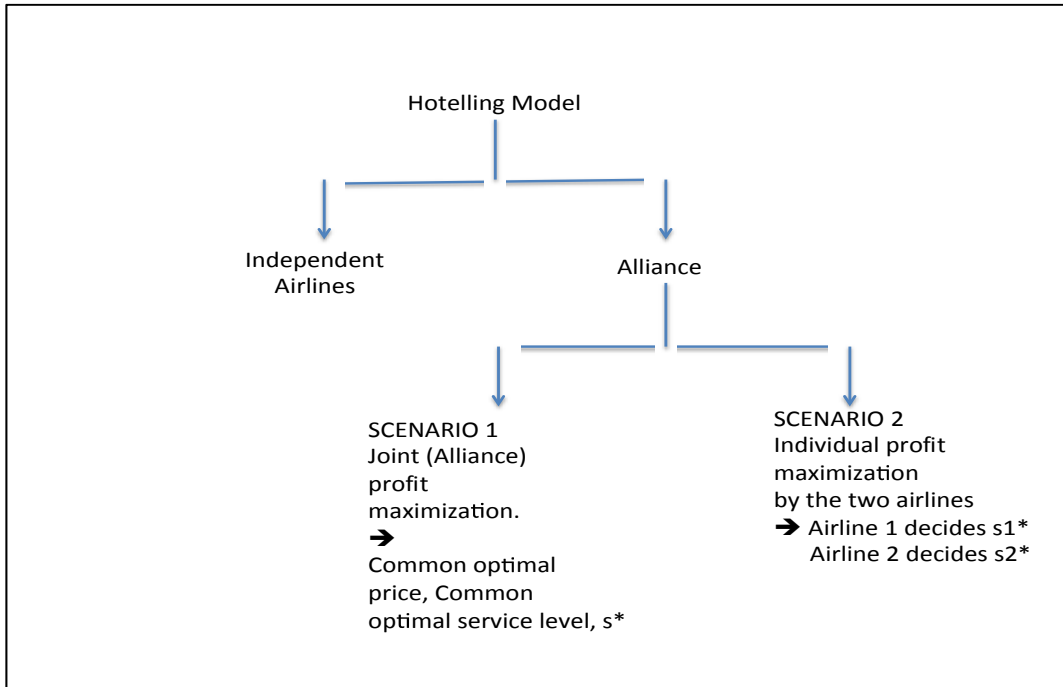 Hotelling Model
Independent
Airlines
Alliance
SCENARIO 1
Joint (Alliance)
profit
maximization.
➔
Common optimal
price, Common
optimal service level, s*
SCENARIO 2
Individual profit
maximization
by the two airlines
➔ Airline 1 decides s1*
Airline 2 decides s2*